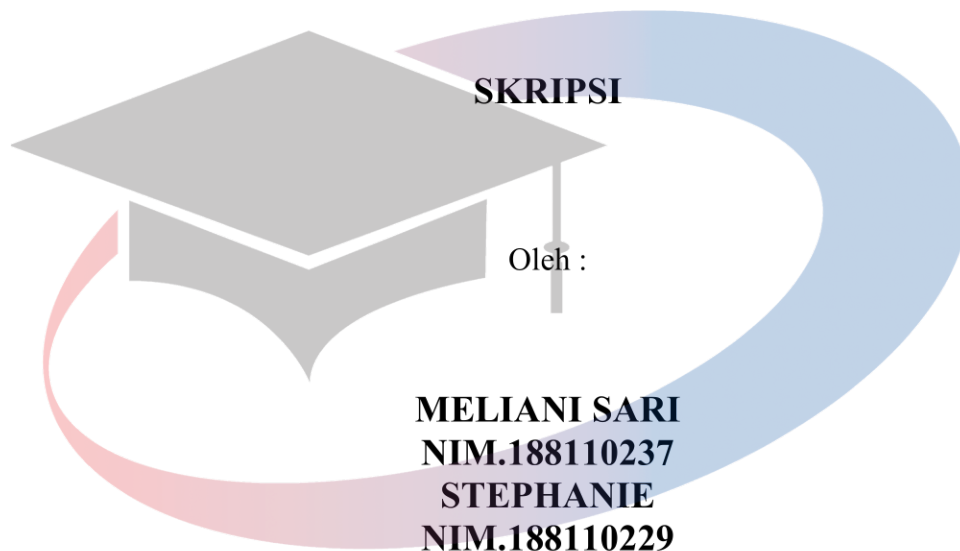 SKRIPSI
Oleh :
MELIANI SARI
NIM.188110237
STEPHANIE
NIM.188110229